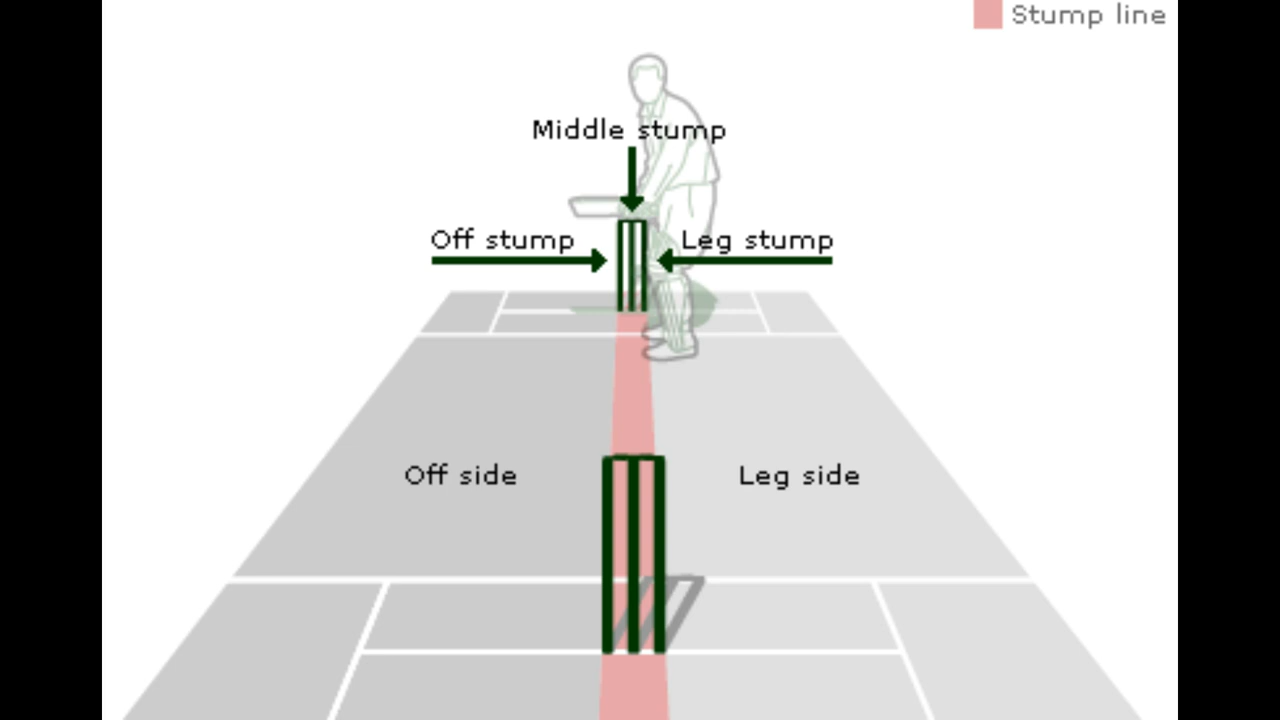 Stump line
Middle stump
Off stump
Leg stump
Off side
Leg side